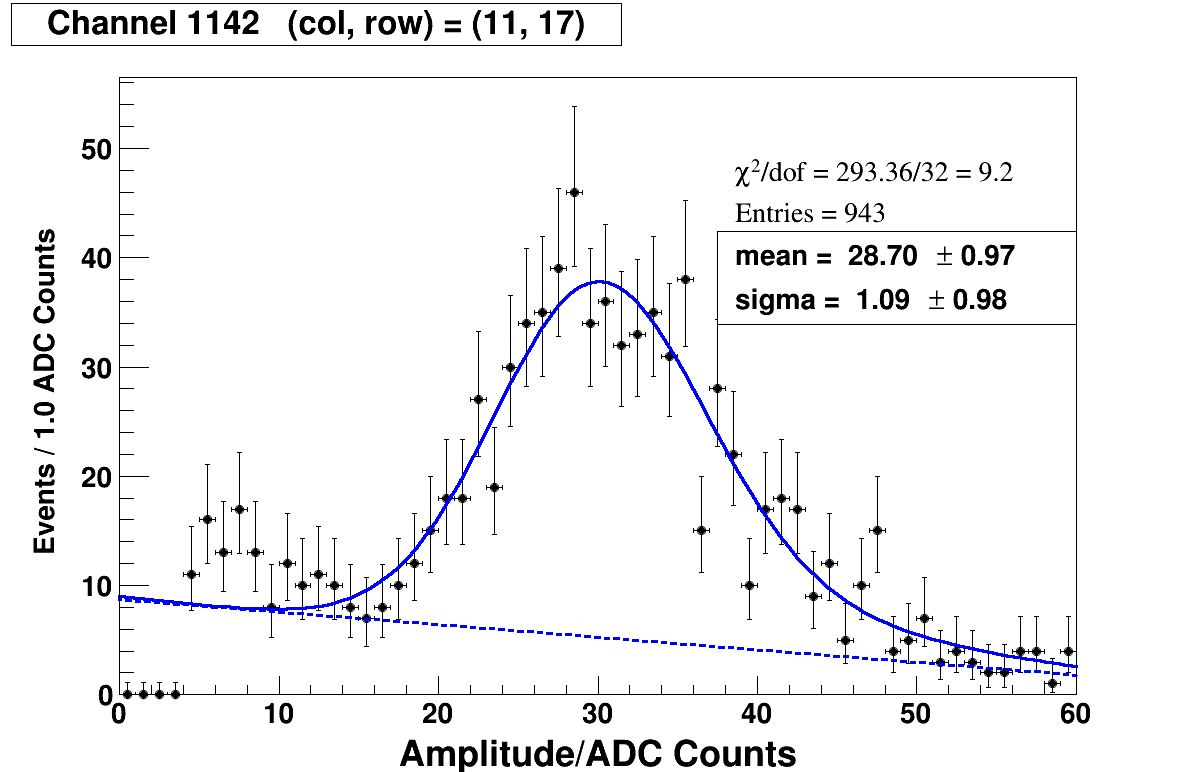 Channel 1142 (col, row) = (11, 17)
χ²/dof = 293.36/32 = 9.2
Entries = 943
mean = 28.70 ± 0.97
sigma = 1.09 ± 0.98
Events / 1.0 ADC Counts
50
40
30
20
10
0
0 10 20 30 40 50 60
Amplitude/ADC Counts